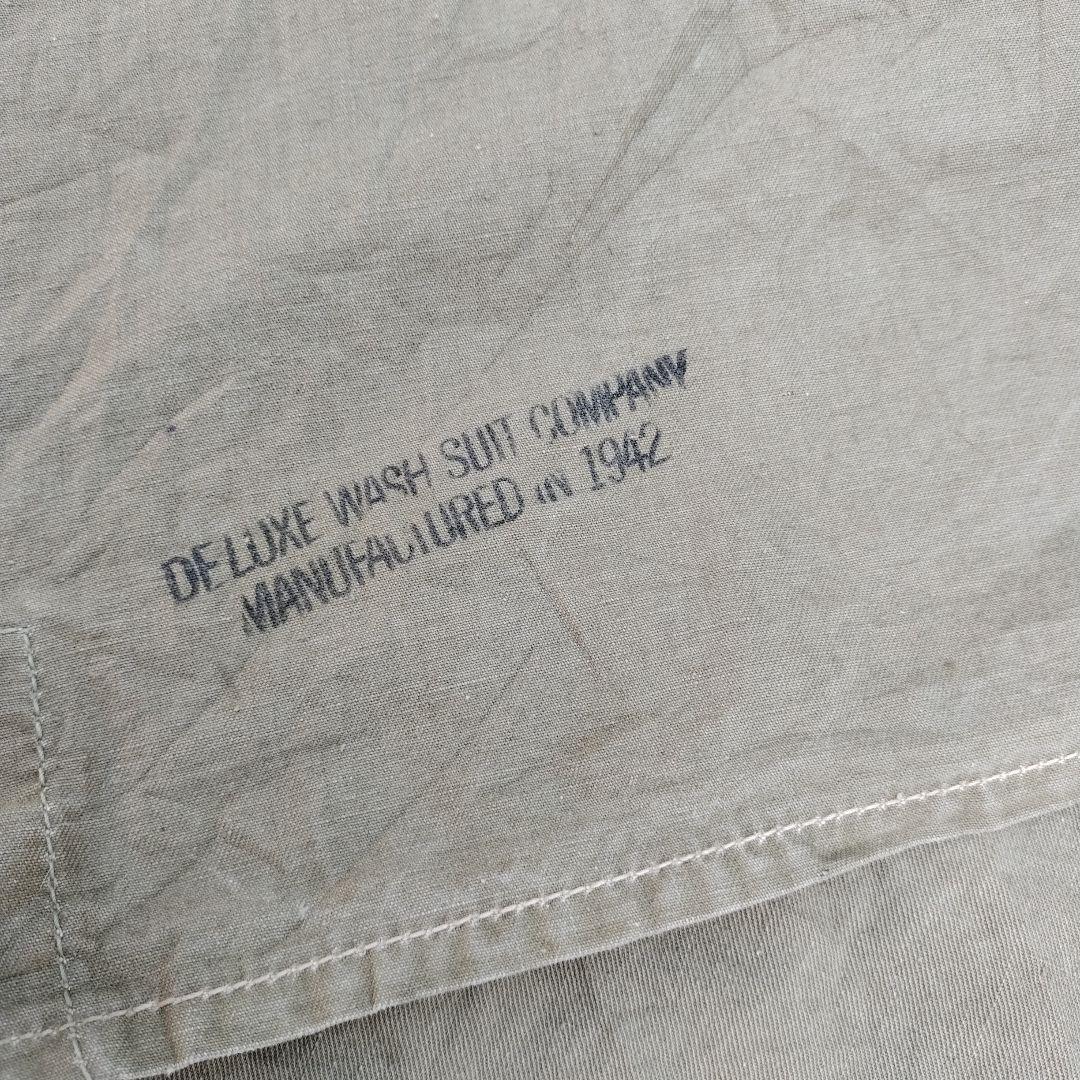 DELUXE WASH SUIT COMPANY
MANUFACTURED IN 1942